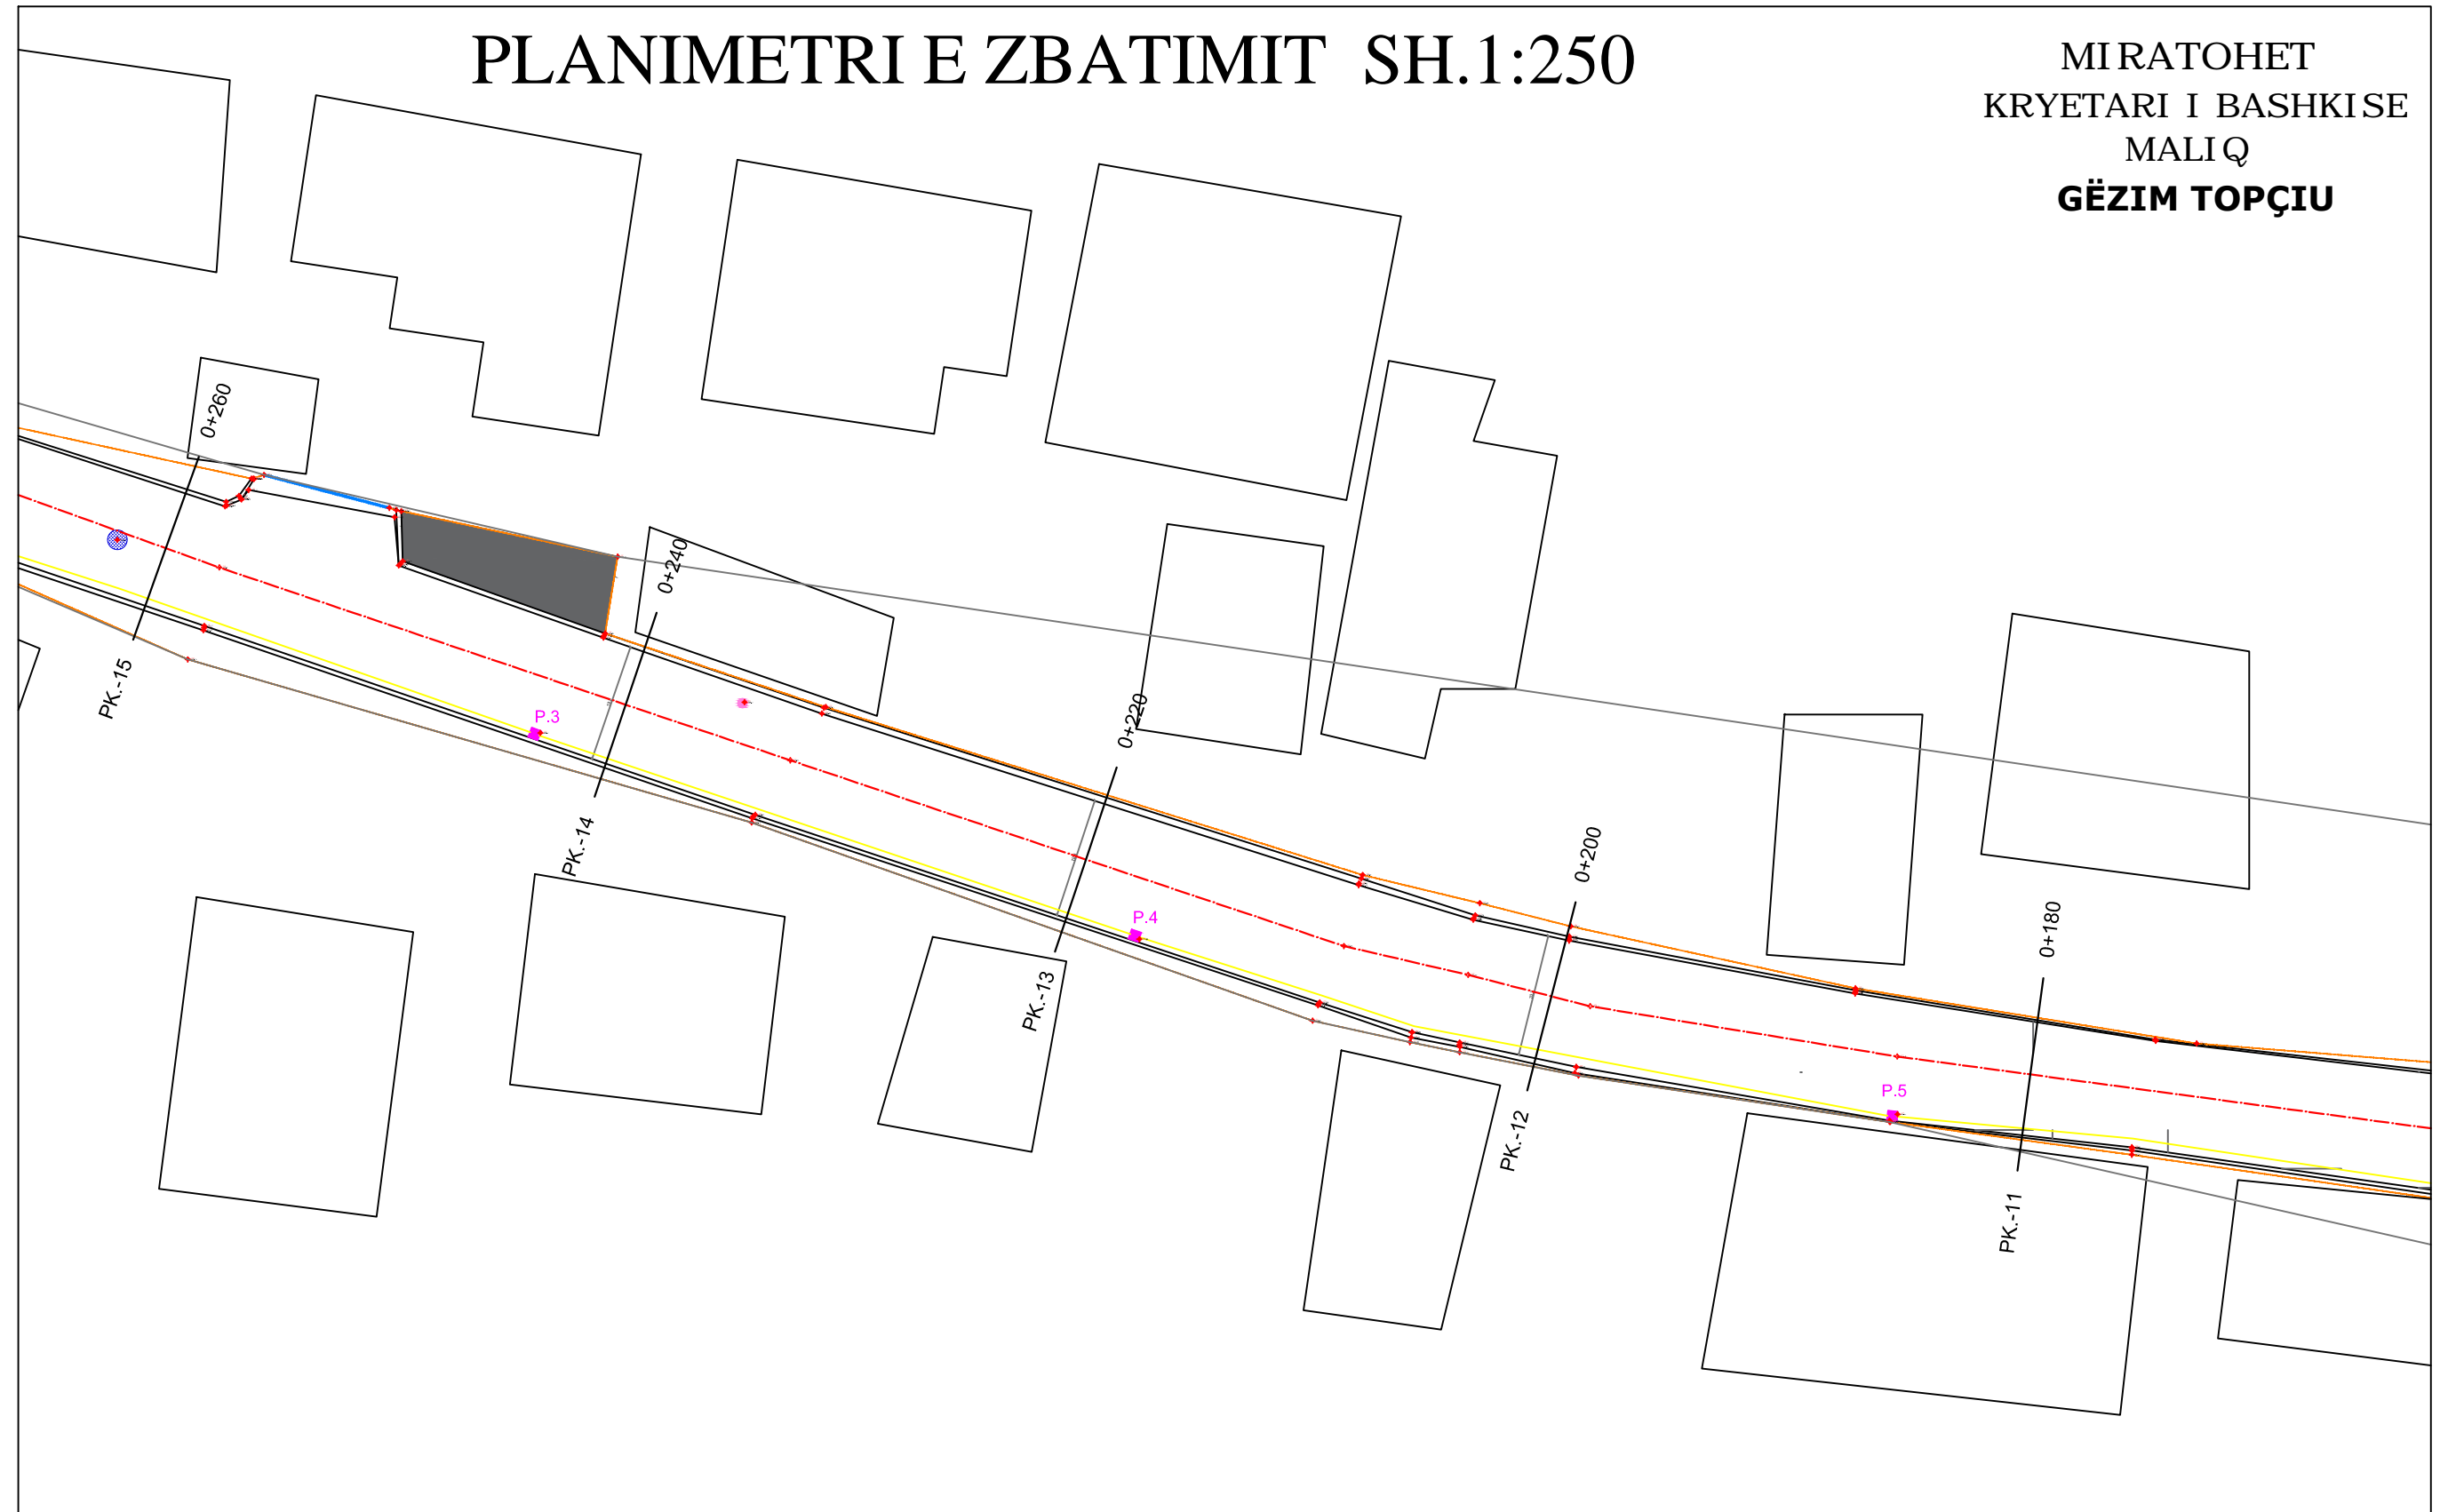 PLANIMETRI E ZBATIMIT SH.1:250
MIRATOHET
KRYETARI I BASHKISE
MALIQ
GËZIM TOPÇIU
0+260
0+240
0+220
0+200
0+180
PK.-15
P.3
PK.-14
P.4
PK.-13
P.5
PK.-12
PK.-11